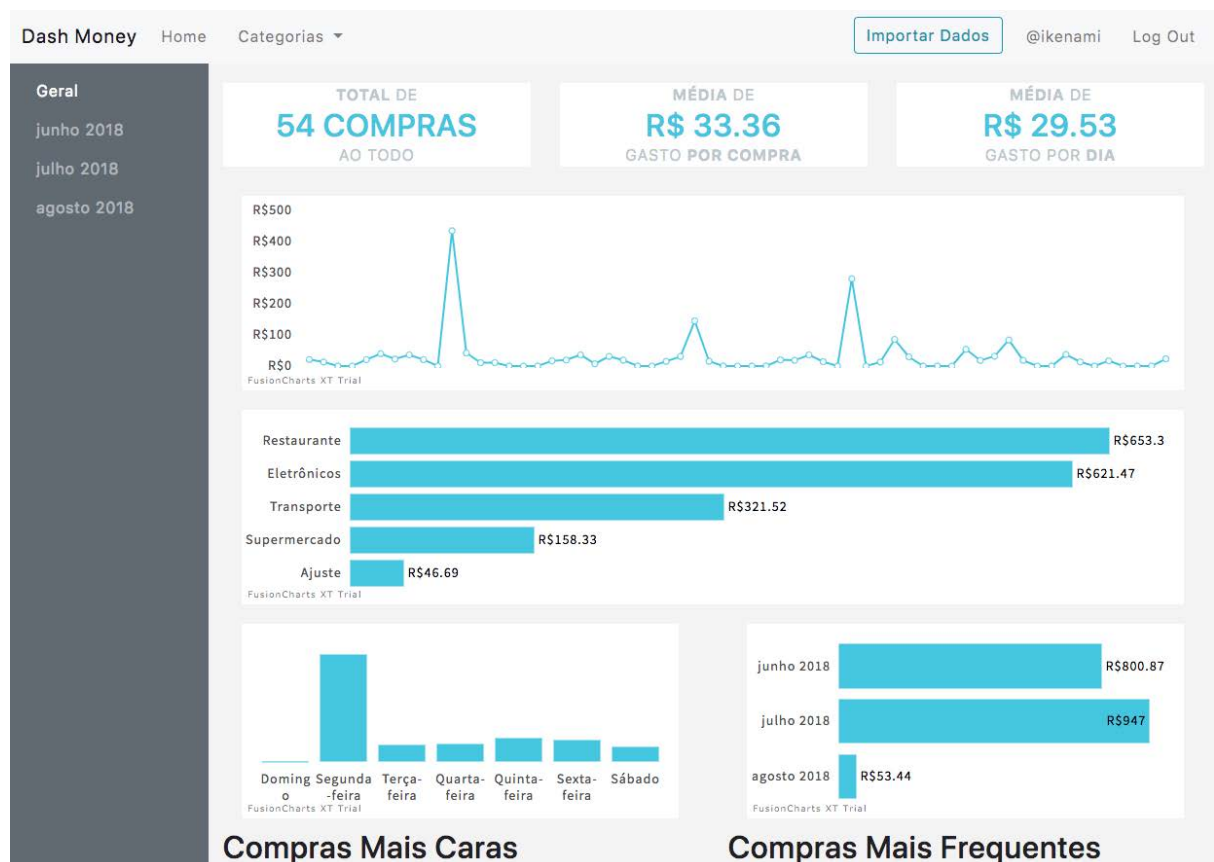 Dash Money Home Categorias Importar Dados @ikenami Log Out
Geral
junho 2018
julho 2018
agosto 2018
TOTAL DE
54 COMPRAS
AO TODO
MÉDIA DE
R$ 33.36
GASTO POR COMPRA
MÉDIA DE
R$ 29.53
GASTO POR DIA
R$500
R$400
R$300
R$200
R$100
R$0
FusionCharts XT Trial
Restaurante R$653.3
Eletrônicos R$621.47
Transporte R$321.52
Supermercado R$158.33
Ajuste R$46.69
FusionCharts XT Trial
Doming Segunda Terça- Quarta- Quinta- Sexta- Sábado
o -feira feira feira feira feira
FusionCharts XT Trial
junho 2018 R$800.87
julho 2018 R$947
agosto 2018 R$53.44
FusionCharts XT Trial
Compras Mais Caras
Compras Mais Frequentes